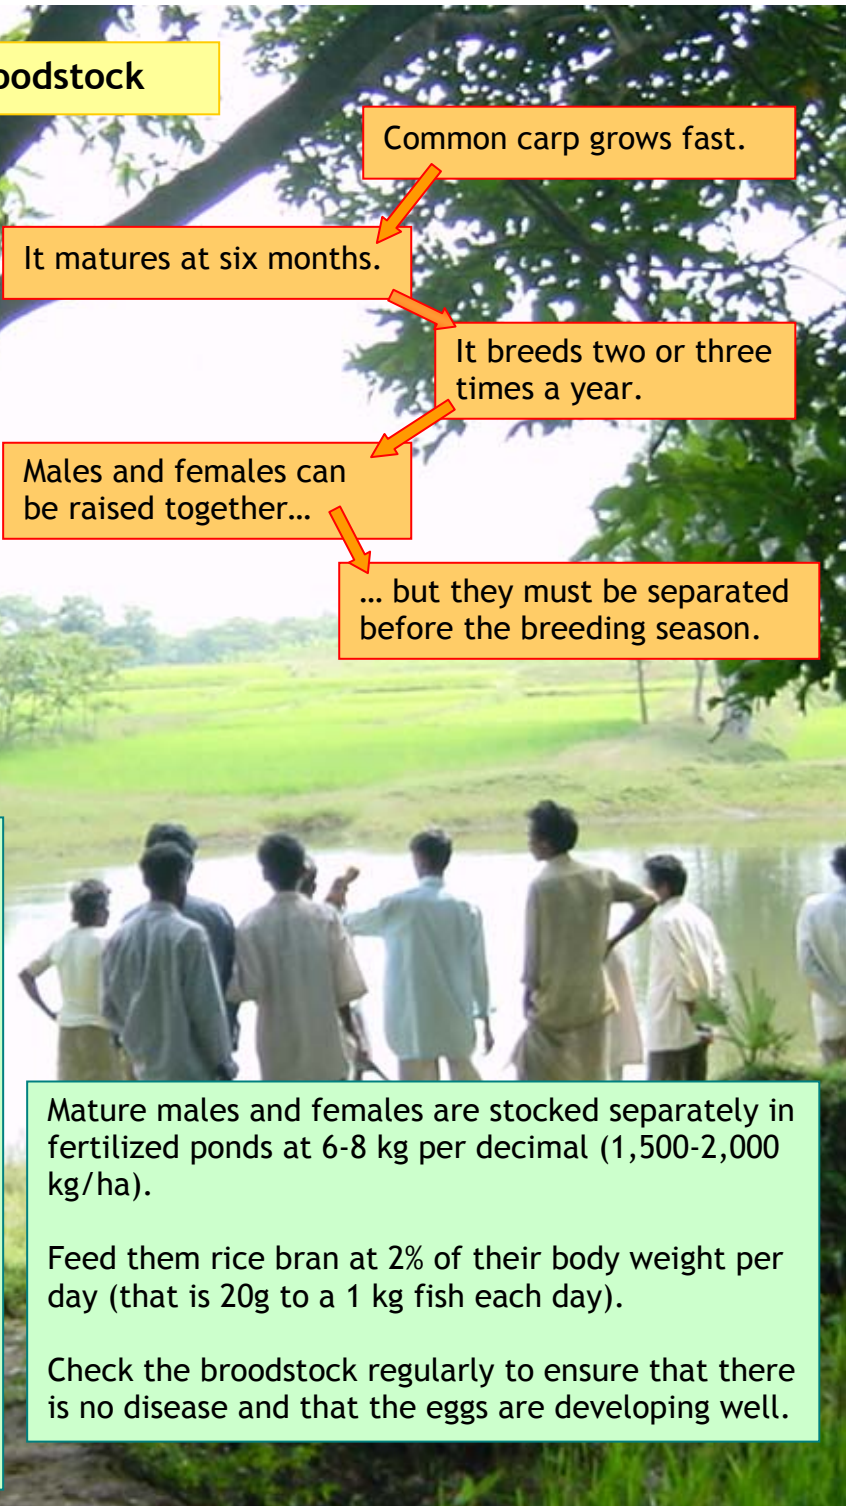 oodstock
Common carp grows fast.
It matures at six months.
It breeds two or three
times a year.
Males and females can
be raised together…
… but they must be separated
before the breeding season.
Mature males and females are stocked separately in
fertilized ponds at 6-8 kg per decimal (1,500-2,000
kg/ha).
Feed them rice bran at 2% of their body weight per
day (that is 20g to a 1 kg fish each day).
Check the broodstock regularly to ensure that there
is no disease and that the eggs are developing well.